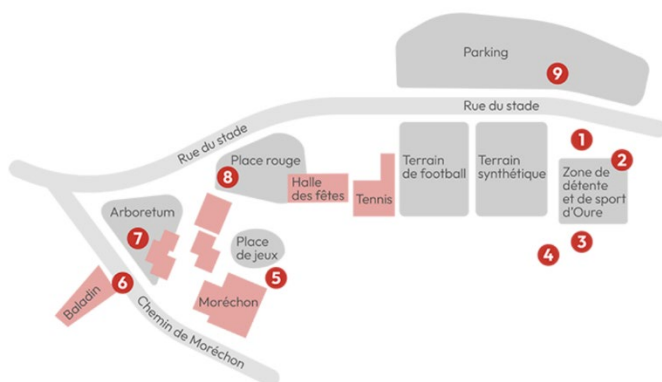 Parking
9
Rue du stade
Rue du stade
1
2
Place rouge
8
Terrain
de football
Terrain
synthétique
Zone de
détente
et de sport
d'Oure
Halle
des fêtes
Tennis
Arboretum
7
Place
de jeux
3
4
5
6
Baladin
Moréchon
Chemin de Moréchon